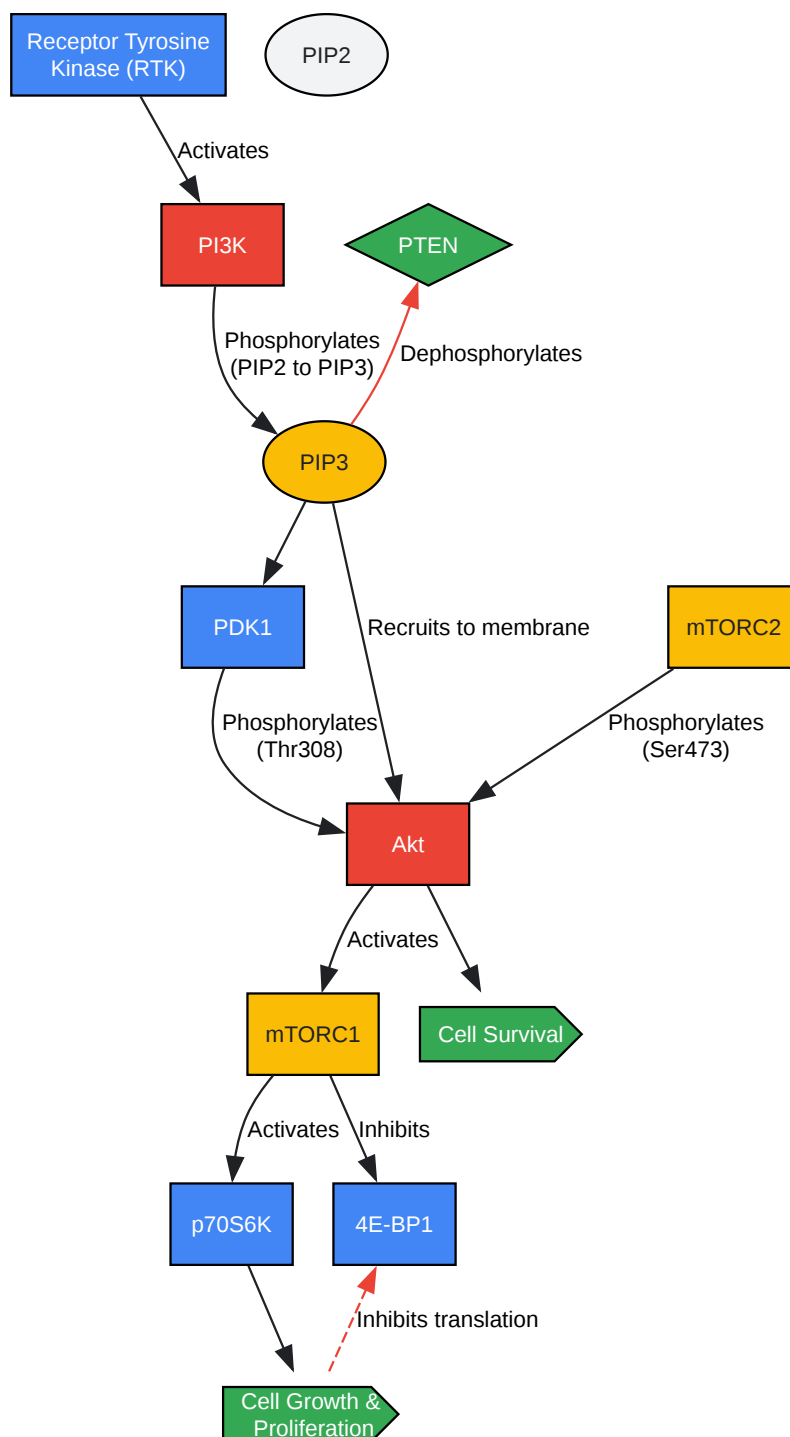 Receptor Tyrosine
Kinase (RTK)
PIP2
Activates
PI3K
PTEN
Phosphorylates
(PIP2 to PIP3)
Dephosphorylates
PIP3
PDK1
Recruits to membrane
mTORC2
Phosphorylates
(Thr308)
Phosphorylates
(Ser473)
Akt
Activates
mTORC1
Cell Survival
Activates
Inhibits
p70S6K
4E-BP1
Inhibits translation
Cell Growth &
Proliferation